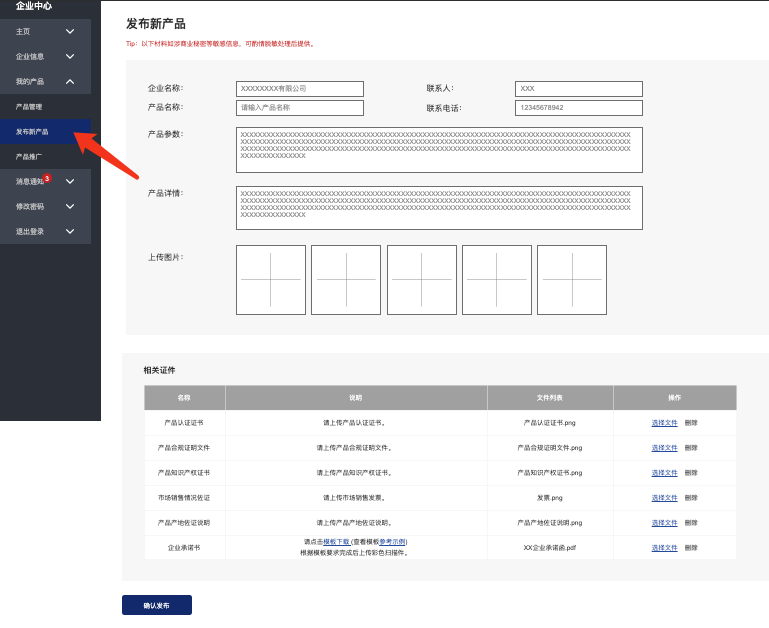 企业中心
主页
企业信息
我的产品
产品管理
发布新产品
产品推广
消息通知 3
修改密码
退出登录
发布新产品
Tip：以下材料如涉商业秘密等敏感信息，可酌情脱敏处理后提供。
企业名称： XXXXXXXX有限公司 联系人： XXX
产品名称： 请输入产品名称 联系电话： 12345678942
产品参数：
产品详情：
上传图片：
相关证件
名称 说明 文件列表 操作
产品认证证书 请上传产品认证证书。 产品认证证书.png 选择文件 删除
产品合规证明文件 请上传产品合规证明文件。 产品合规证明文件.png 选择文件 删除
产品知识产权证书 请上传产品知识产权证书。 产品知识产权证书.png 选择文件 删除
市场销售情况佐证 请上传市场销售发票。 发票.png 选择文件 删除
产品产地佐证说明 请上传产品产地佐证说明。 产品产地佐证说明.png 选择文件 删除
企业承诺书 请点击模板下载 (查看模板参考示例) XX企业承诺函.pdf 选择文件 删除
根据模板要求完成后上传彩色扫描件。
确认发布